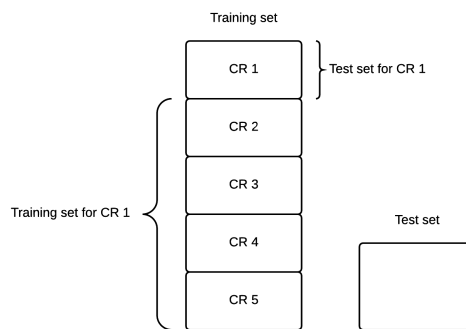 Training set
CR 1
Test set for CR 1
CR 2
CR 3
Training set for CR 1
Test set
CR 4
CR 5